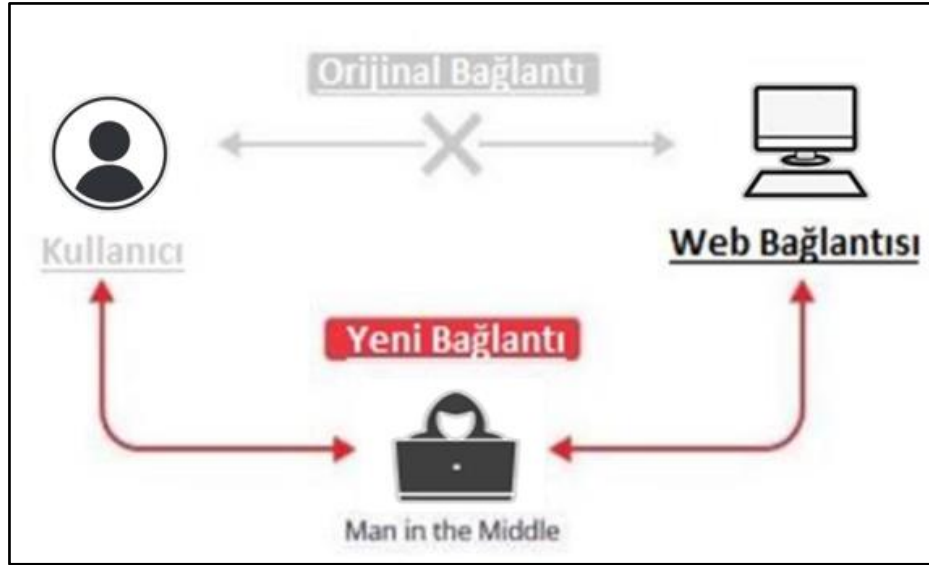 Orijinal Bağlantı
Kullanıcı
Web Bağlantısı
Yeni Bağlantı
Man in the Middle